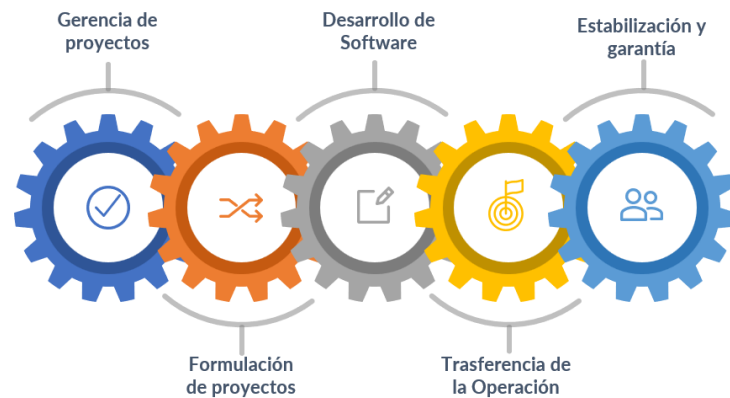 Gerencia de
proyectos
Desarrollo de
Software
Estabilización y
garantía
Formulación
de proyectos
Trasferencia de
la Operación